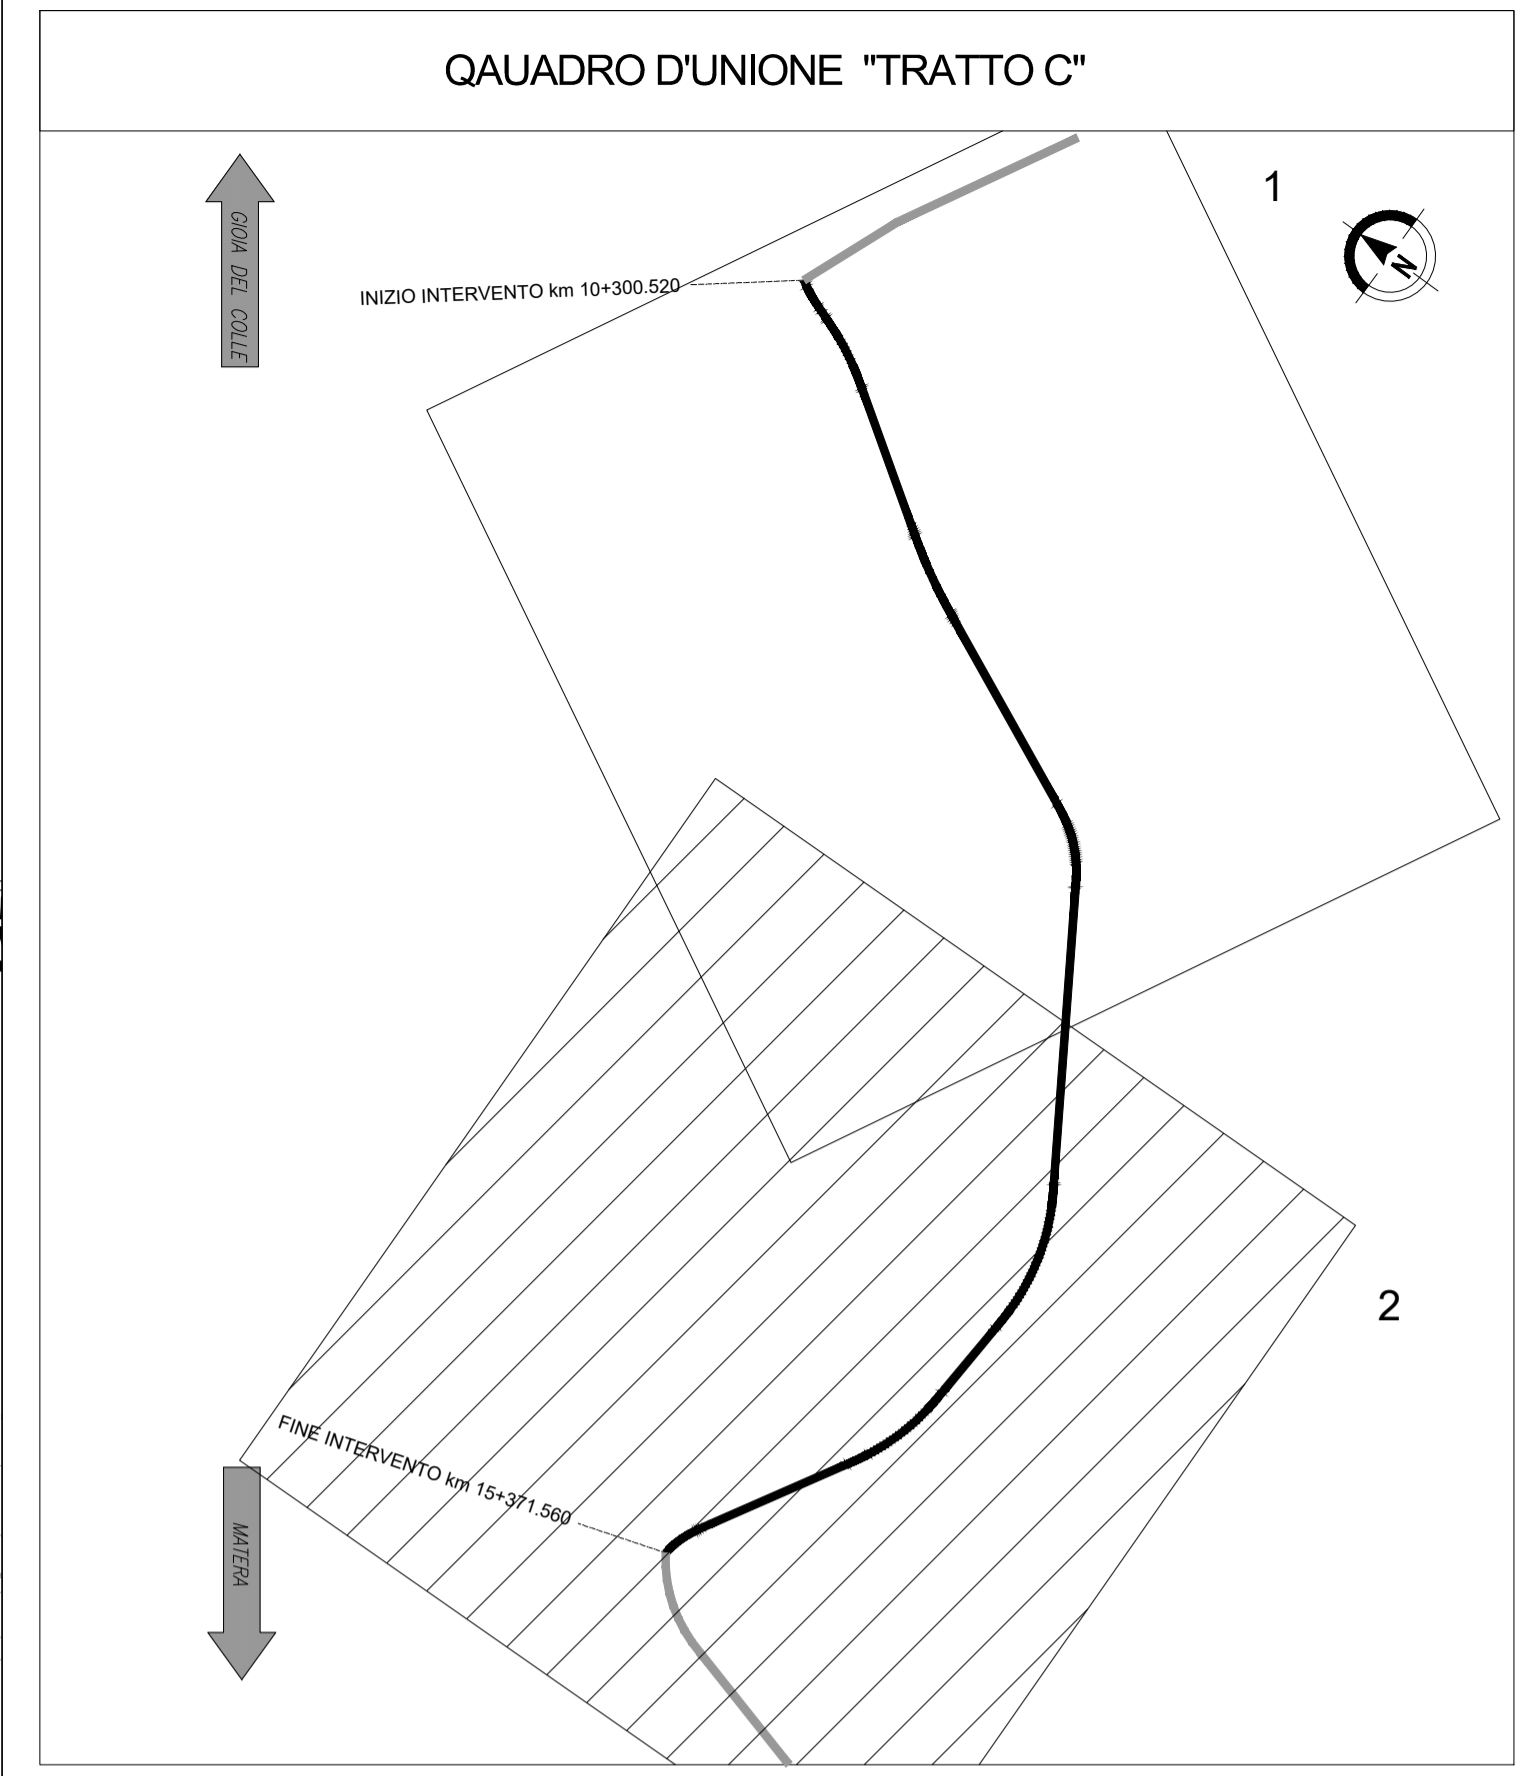 QAUADRO D'UNIONE "TRATTO C"
1
GIOIA DEL COLLE
N
INIZIO INTERVENTO km 10+300.520
2
FINE INTERVENTO km 15+371.560
MATERA